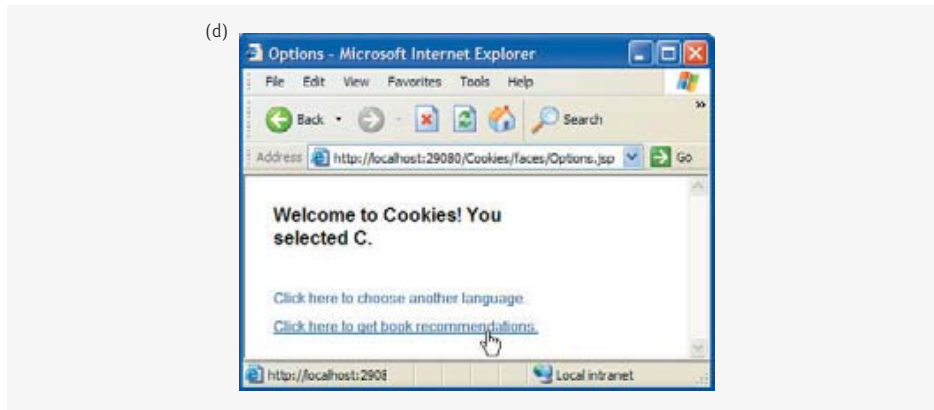 (d)
Options - Microsoft Internet Explorer
File Edit View Favorites Tools Help
Back Search »
Address http://localhost:29080/Cookies/faces/Options.jsp Go
Welcome to Cookies! You
selected C.
Click here to choose another language.
Click here to get book recommendations.
http://localhost:2908 Local intranet